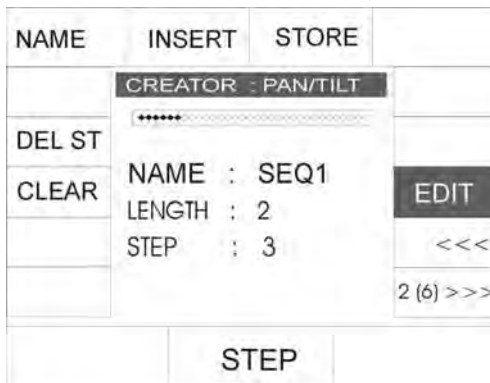 NAME INSERT STORE
CREATOR : PAN/TILT
DEL ST
NAME : SEQ1
CLEAR
EDIT
LENGTH : 2
STEP : 3
<<<
2 (6) >>>
STEP